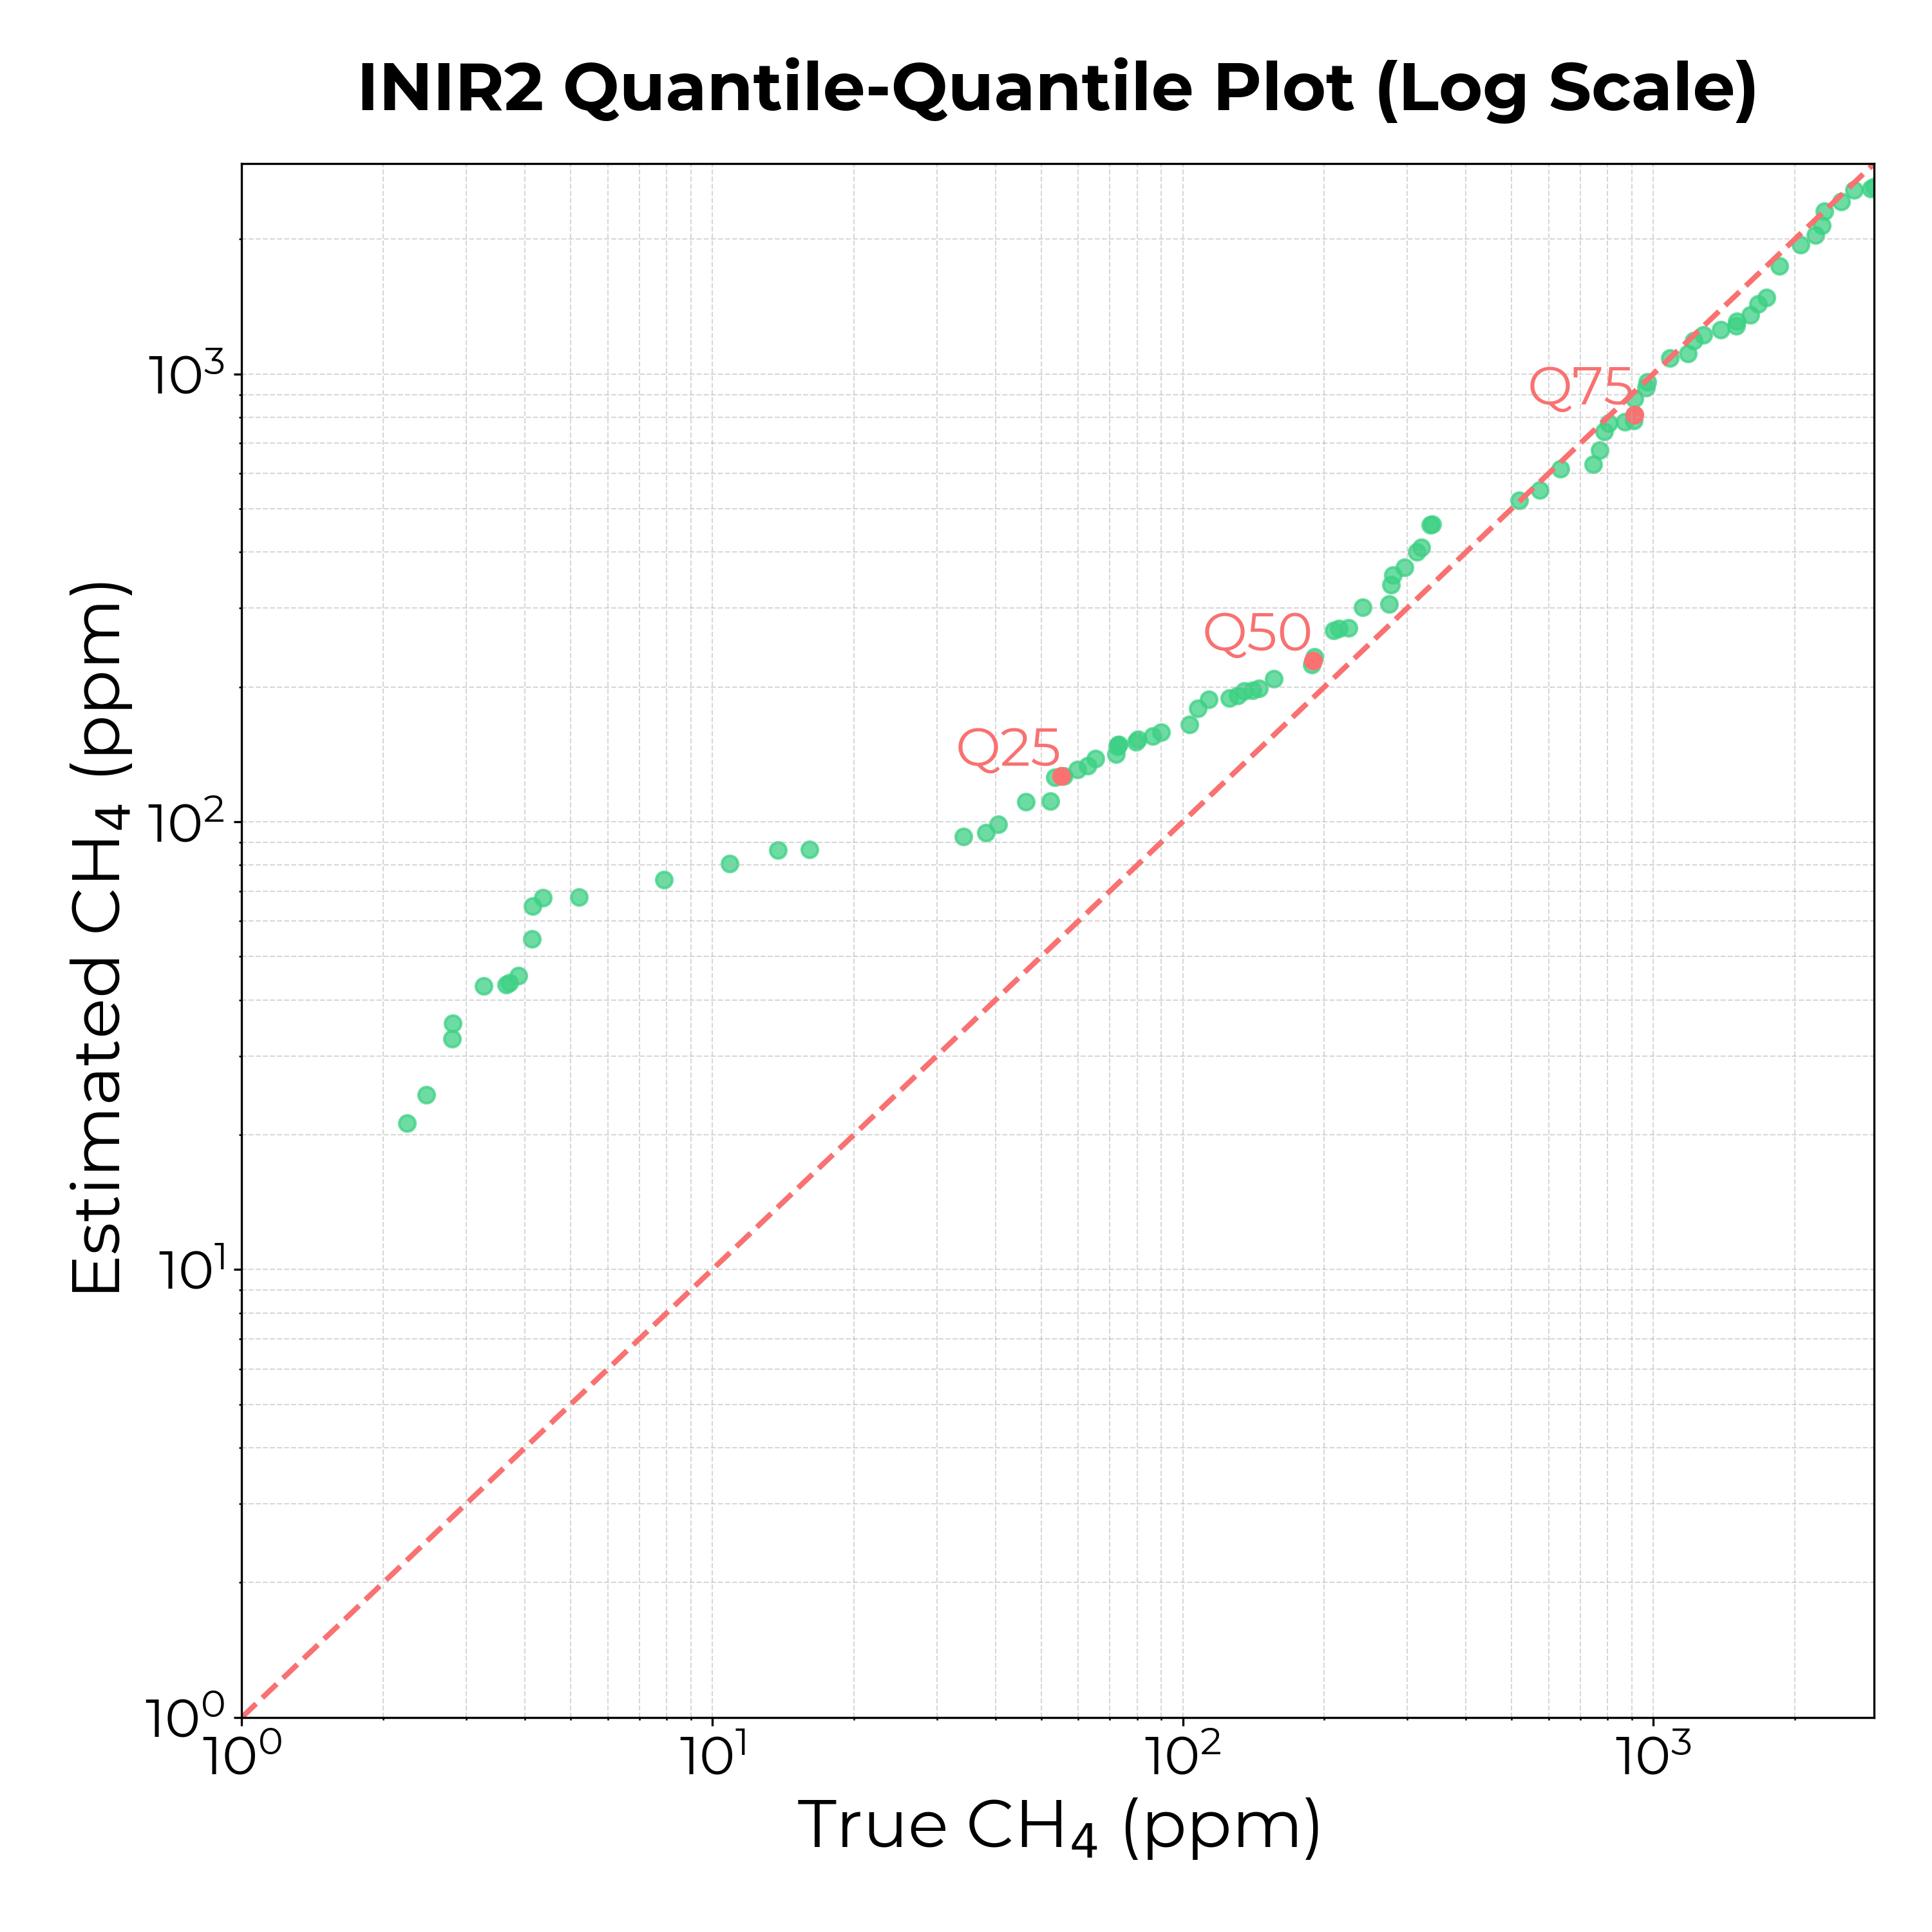 INIR2 Quantile-Quantile Plot (Log Scale)
Estimated CH₄ (ppm)
10³
10²
10¹
10⁰
Q75
Q50
Q25
10⁰ 10¹ 10² 10³
True CH₄ (ppm)